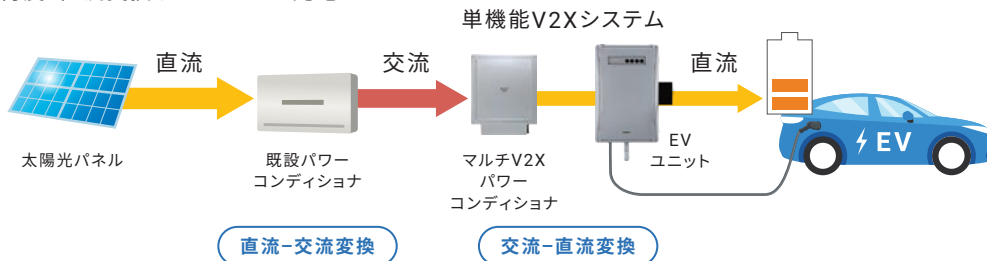 単機能V2Xシステム
直流
交流
直流
太陽光パネル
既設パワー
コンディショナ
マルチV2X
パワー
コンディショナ
EV
ユニット
EV
直流−交流変換
交流−直流変換